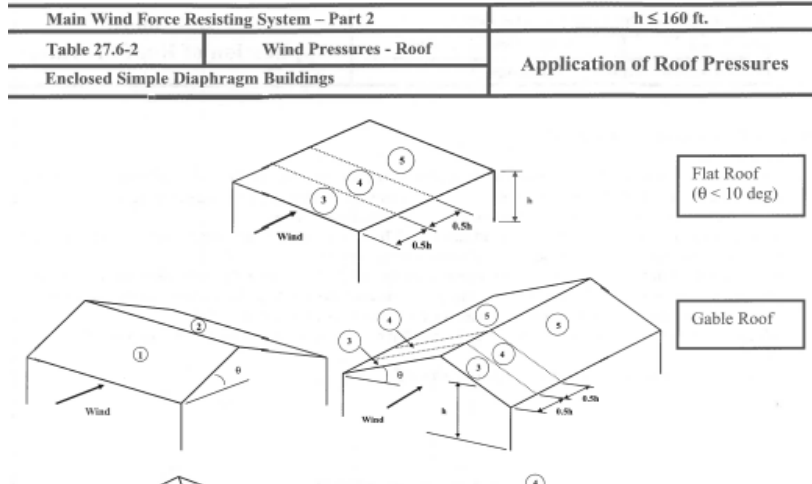 Main Wind Force Resisting System – Part 2
h ≤ 160 ft.
Table 27.6-2
Wind Pressures - Roof
Application of Roof Pressures
Enclosed Simple Diaphragm Buildings
5
4
3
h
Wind
0.5h
0.5h
Flat Roof
(θ < 10 deg)
2
1
θ
Wind
4
3
5
5
4
3
θ
h
Wind
0.5h
0.5h
Gable Roof